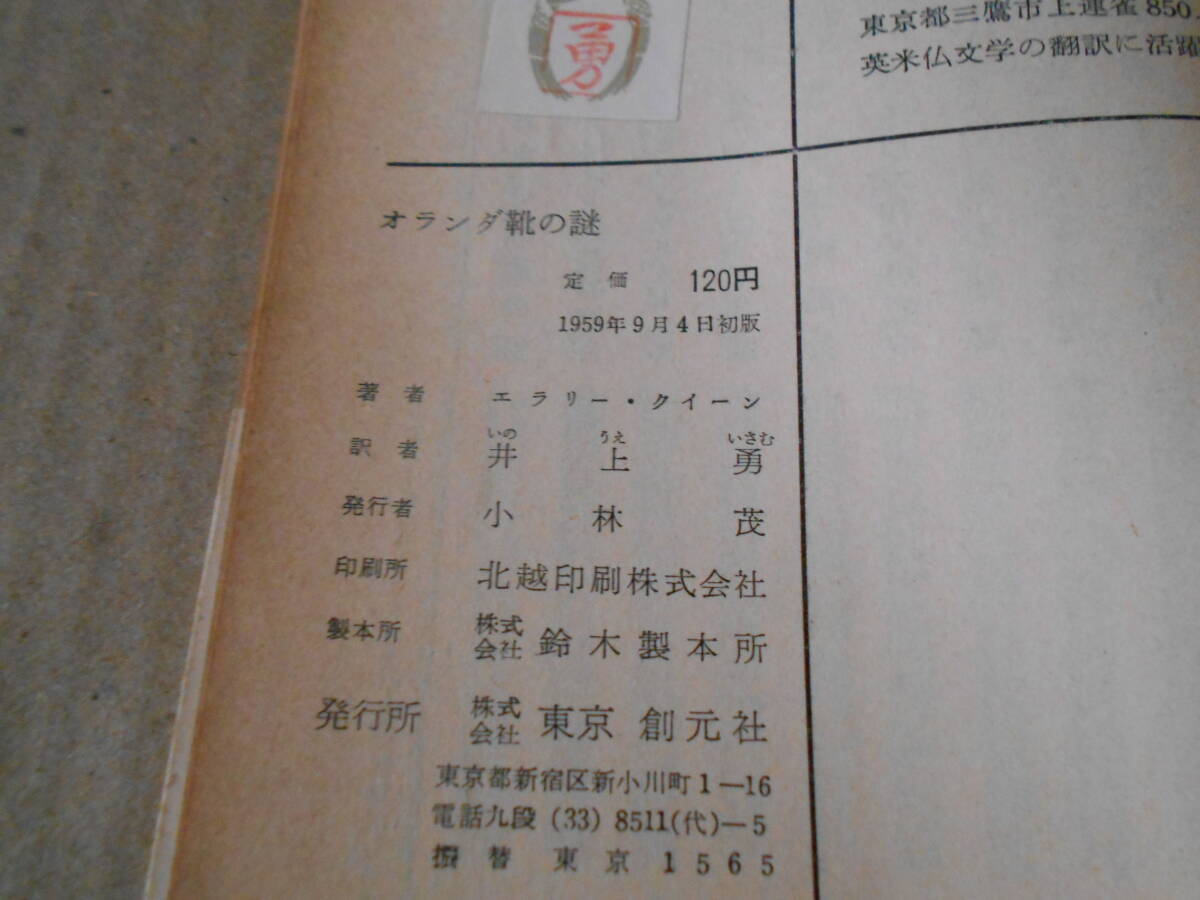 勇
東京都三鷹市上連雀850
英米仏文学の翻訳に活躍
オランダ靴の謎
定価 120円
1959年9月4日初版
著者 エラリー・クイーン
いの うえ いさむ
訳者 井上勇
発行者 小林茂
印刷所 北越印刷株式会社
製本所 株式会社 鈴木製本所
発行所 株式会社 東京創元社
東京都新宿区新小川町1―16
電話九段(33)8511(代)―5
振替東京1565